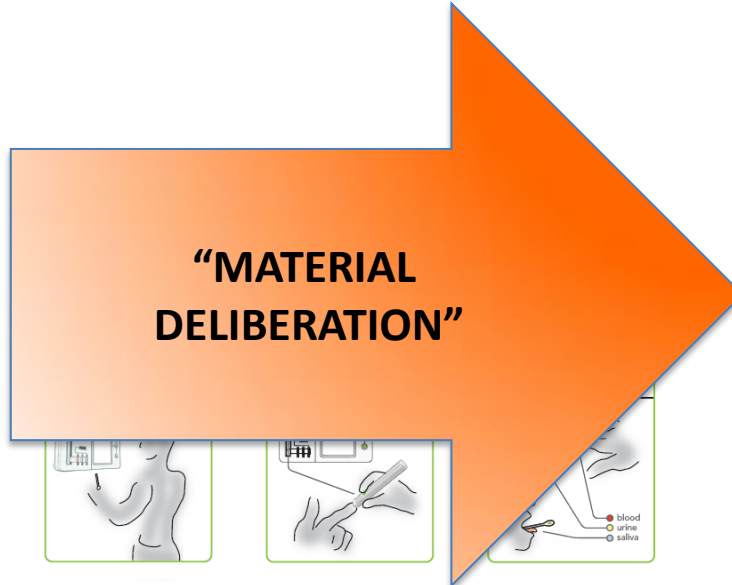 “MATERIAL
DELIBERATION”
blood
urine
saliva